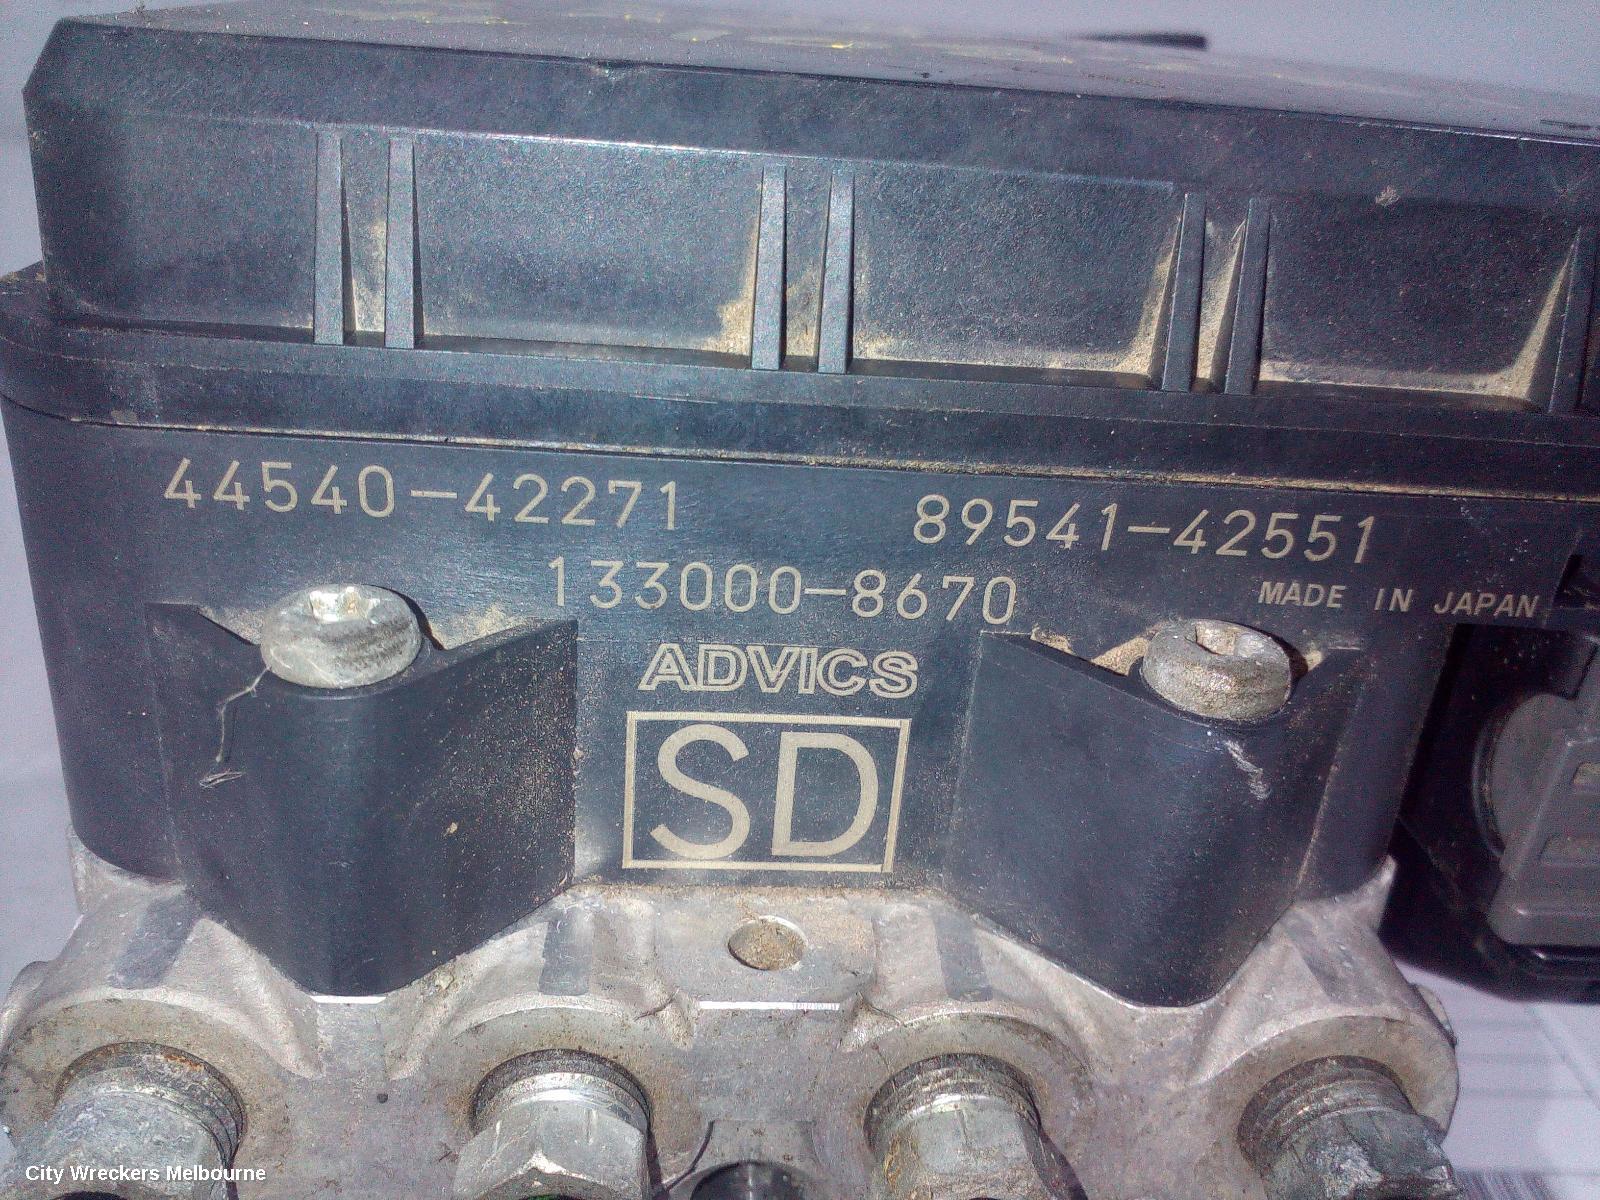 44540-42271
89541-42551
133000-8670
MADE IN JAPAN
ADVICS
SD
City Wreckers Melbourne